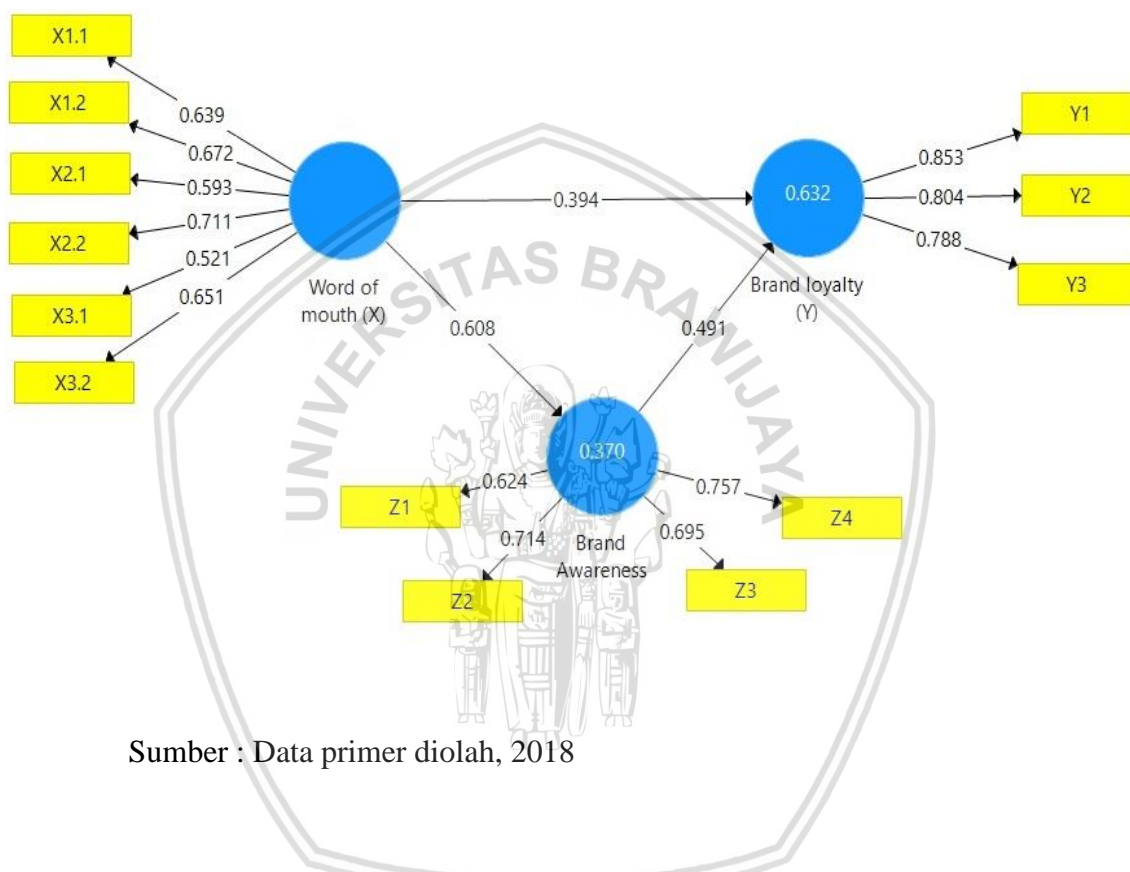 X1.1
X1.2
X2.1
X2.2
X3.1
X3.2
0.639
0.672
0.593
0.711
0.521
0.651
Word of
mouth (X)
0.394
0.608
0.632
Brand loyalty
(Y)
0.491
0.853
0.804
0.788
Y1
Y2
Y3
0.370
Brand
Awareness
0.624
0.714
0.695
0.757
Z1
Z2
Z3
Z4
UNIVERSITAS BRAWIJAYA
Sumber : Data primer diolah, 2018